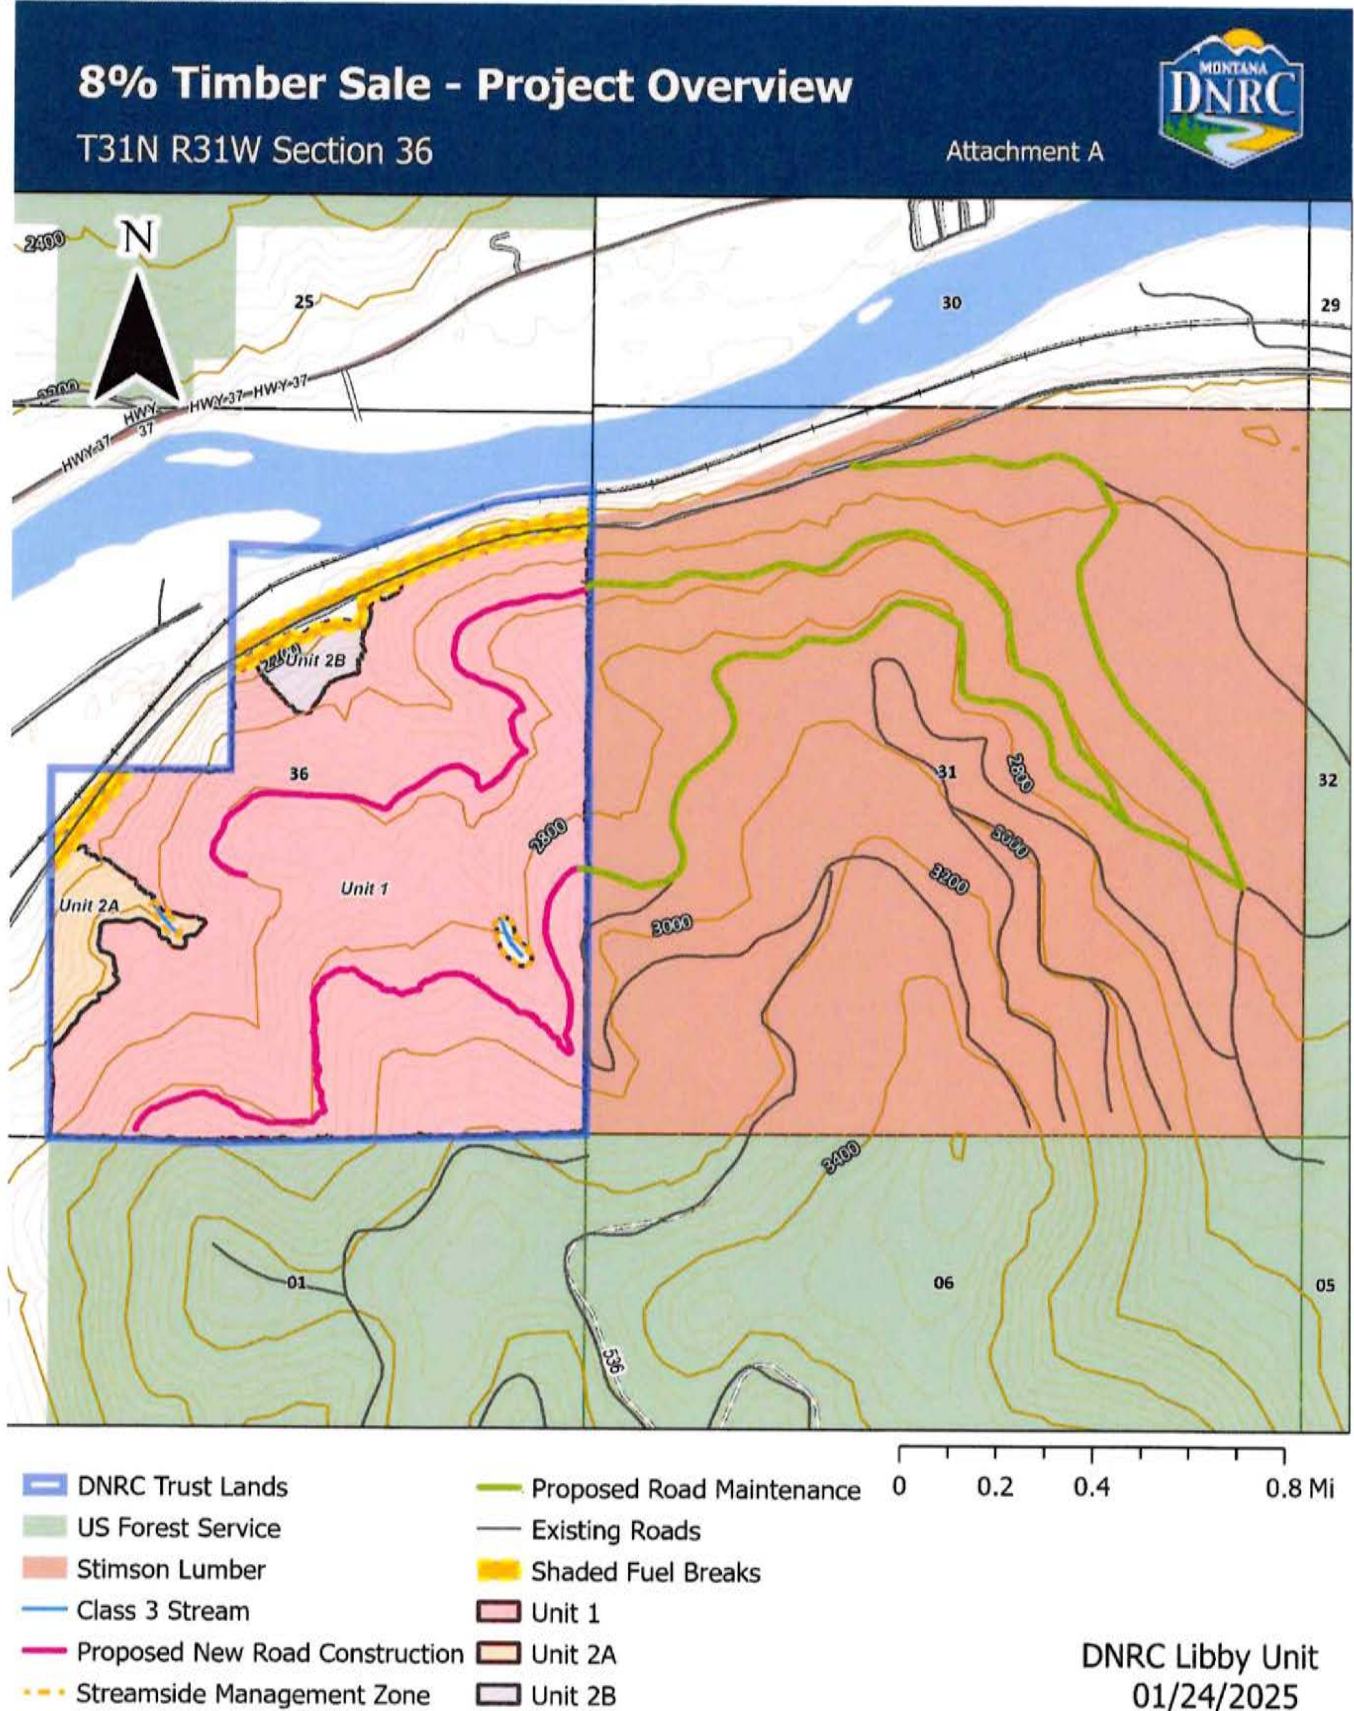 8% Timber Sale - Project Overview
T31N R31W Section 36
Attachment A
MONTANA
DNRC
2400
N
25
30
29
2200
HWY-37
HWY
37
HWY-37
HWY-37
2200
Unit 2B
36
31
2800
32
2800
3000
Unit 1
3200
Unit 2A
3000
3400
01
06
05
536
DNRC Trust Lands
US Forest Service
Stimson Lumber
Class 3 Stream
Proposed New Road Construction
Streamside Management Zone
Proposed Road Maintenance
Existing Roads
Shaded Fuel Breaks
Unit 1
Unit 2A
Unit 2B
0 0.2 0.4 0.8 Mi
DNRC Libby Unit
01/24/2025